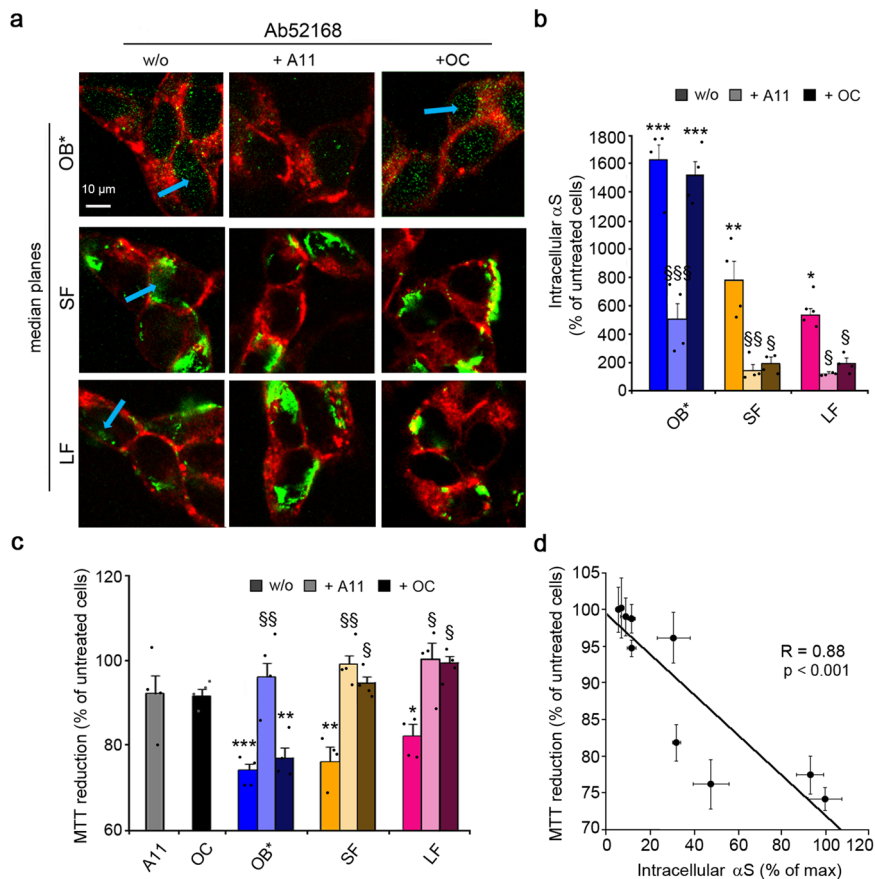 a
Ab52168
w/o
+ A11
+OC
median planes
OB*
10 µm
SF
LF
b
w/o
+ A11
+ OC
Intracellular αS
(% of untreated cells)
1800
1600
1400
1200
1000
800
600
400
200
0
***
§§§
***
**
§§
§
*
§
§
OB*
SF
LF
c
w/o
+ A11
+ OC
MTT reduction (% of untreated cells)
120
100
80
60
***
§§
**
**
§§
§
*
§
§
A11
OC
OB*
SF
LF
d
MTT reduction (% of untreated cells)
105
100
95
90
85
80
75
70
R = 0.88
p < 0.001
0
20
40
60
80
100
120
Intracellular αS (% of max)